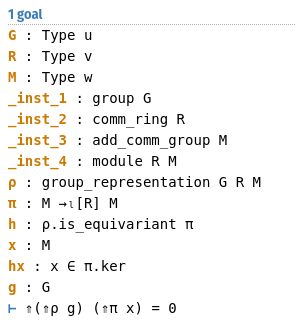 1 goal
G : Type u
R : Type v
M : Type w
_inst_1 : group G
_inst_2 : comm_ring R
_inst_3 : add_comm_group M
_inst_4 : module R M
ρ : group_representation G R M
π : M →ₗ[R] M
h : ρ.is_equivariant π
x : M
hx : x ∈ π.ker
g : G
⊢ ⇑(⇑ρ g) (⇑π x) = 0